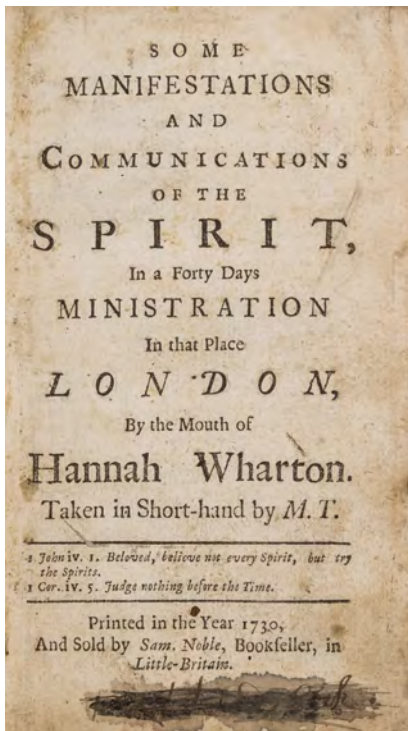 SOME
MANIFESTATIONS
AND
COMMUNICATIONS
OF THE
SPIRIT,
In a Forty Days
MINISTRATION
In that Place
LONDON,
By the Mouth of
Hannah Wharton.
Taken in Short-hand by M. T.
1 John iv. 1. Beloved, believe not every Spirit, but try
the Spirits.
1 Cor. iv. 5. Judge nothing before the Time.
Printed in the Year 1730,
And Sold by Sam. Noble, Bookſeller, in
Little-Britain.